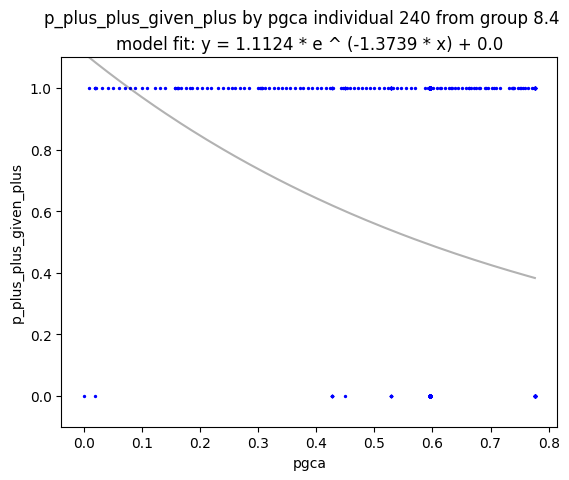 p_plus_plus_given_plus by pgca individual 240 from group 8.4
model fit: y = 1.1124 * e ^ (-1.3739 * x) + 0.0
p_plus_plus_given_plus
1.0
0.8
0.6
0.4
0.2
0.0
0.0 0.1 0.2 0.3 0.4 0.5 0.6 0.7 0.8
pgca